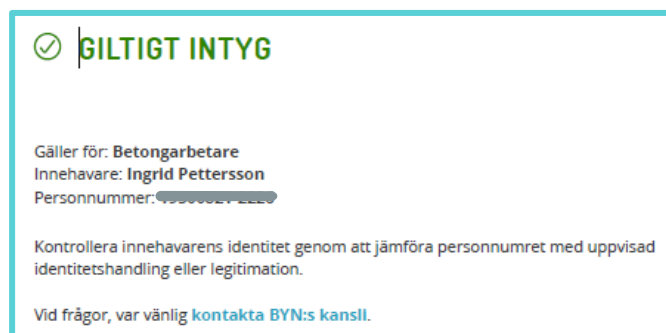 GILTIGT INTYG
Gäller för: Betongarbetare
Innehavare: Ingrid Pettersson
Personnummer:
Kontrollera innehavarens identitet genom att jämföra personnumret med uppvisad
identitetshandling eller legitimation.
Vid frågor, var vänlig kontakta BYN:s kansli.